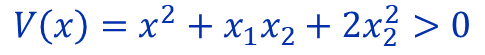 V(x) = x² + x₁x₂ + 2x₂² > 0